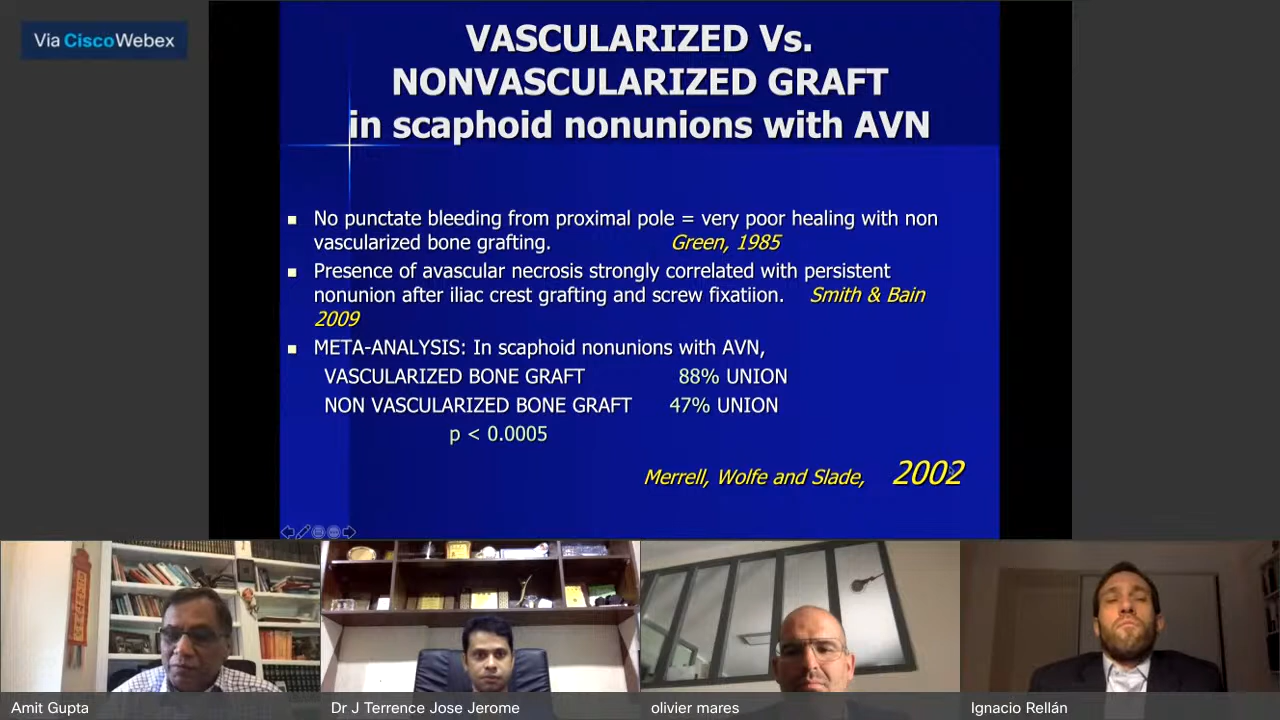 Via CiscoWebex
VASCULARIZED Vs.
NONVASCULARIZED GRAFT
in scaphoid nonunions with AVN
No punctate bleeding from proximal pole = very poor healing with non
vascularized bone grafting. Green, 1985
Presence of avascular necrosis strongly correlated with persistent
nonunion after iliac crest grafting and screw fixatiion. Smith & Bain
2009
META-ANALYSIS: In scaphoid nonunions with AVN,
VASCULARIZED BONE GRAFT 88% UNION
NON VASCULARIZED BONE GRAFT 47% UNION
p < 0.0005
Merrell, Wolfe and Slade, 2002
Amit Gupta
Dr J Terrence Jose Jerome
olivier mares
Ignacio Rellán